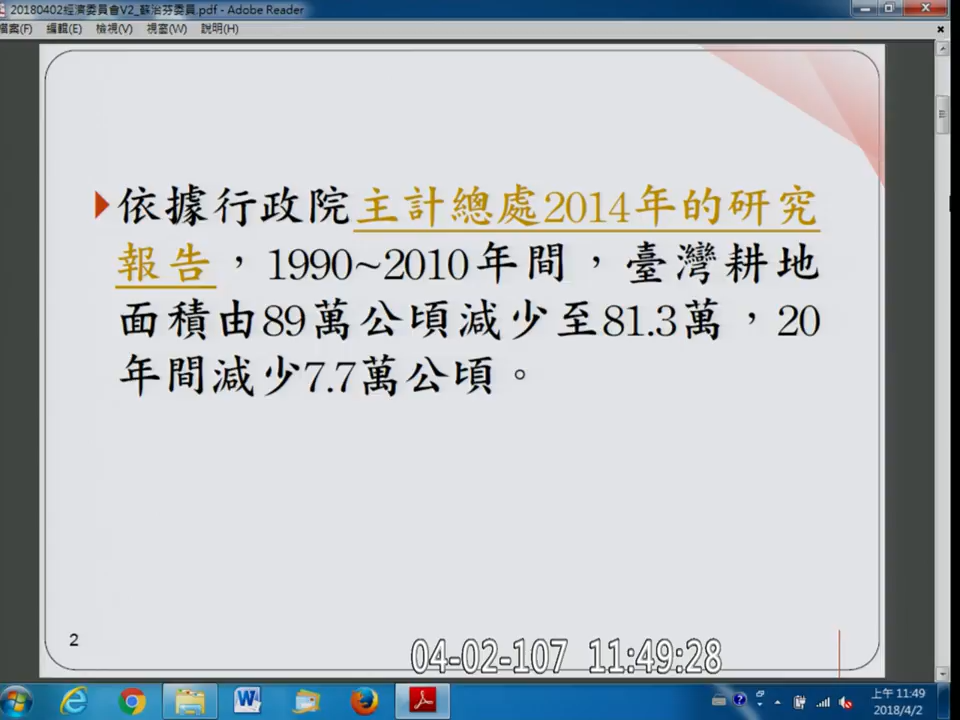 20180402經濟委員會V2_蘇治芬委員.pdf - Adobe Reader
檔案(F) 編輯(E) 檢視(V) 視窗(W) 說明(H)
依據行政院主計總處2014年的研究
報告，1990~2010年間，臺灣耕地
面積由89萬公頃減少至81.3萬，20
年間減少7.7萬公頃。
2
04-02-107 11:49:28
上午 11:49
2018/4/2